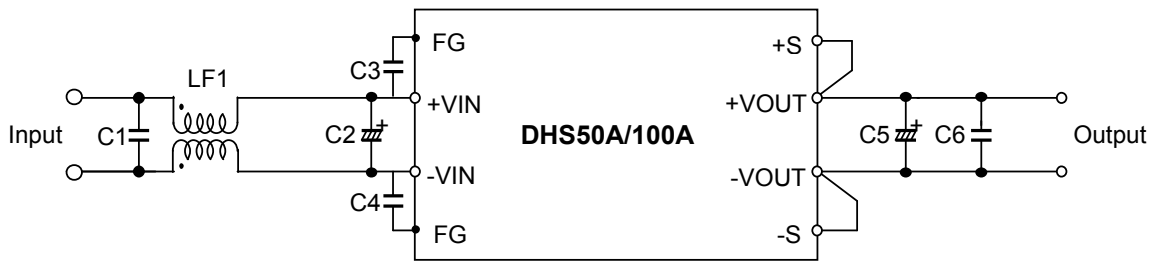 FG
+S
C3
LF1
+VIN
+VOUT
Input
C1
C2
+
DHS50A/100A
C5
+
C6
Output
-VIN
-VOUT
C4
FG
-S